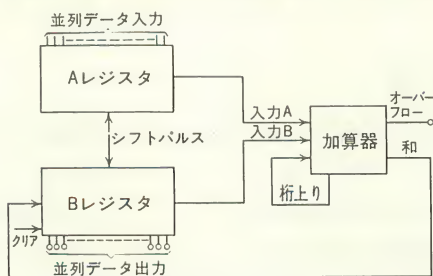 並列データ入力
Aレジスタ
シフトパルス
Bレジスタ
クリア
並列データ出力
入力A
入力B
加算器
桁上り
オーバー
フロー
和